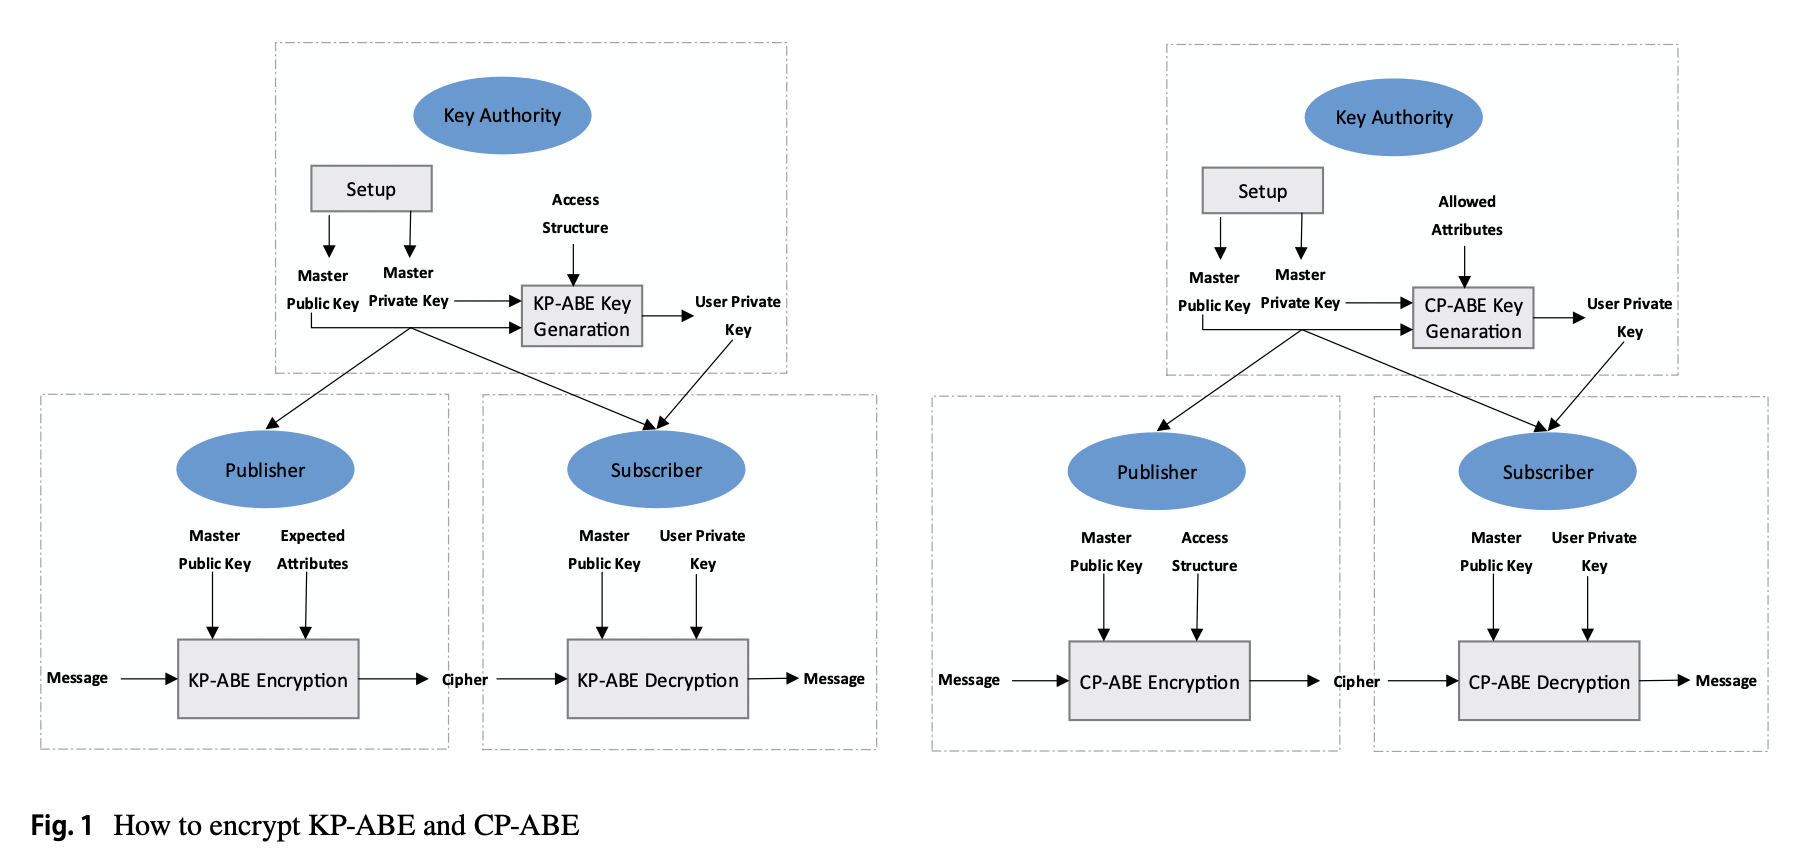 Key Authority
Setup
Access
Structure
Master
Public Key
Master
Private Key
KP-ABE Key
Genaration
User Private
Key
Publisher
Subscriber
Master
Public Key
Expected
Attributes
Master
Public Key
User Private
Key
Message
KP-ABE Encryption
Cipher
KP-ABE Decryption
Message
Key Authority
Setup
Allowed
Attributes
Master
Public Key
Master
Private Key
CP-ABE Key
Genaration
User Private
Key
Publisher
Subscriber
Master
Public Key
Access
Structure
Master
Public Key
User Private
Key
Message
CP-ABE Encryption
Cipher
CP-ABE Decryption
Message
Fig. 1 How to encrypt KP-ABE and CP-ABE